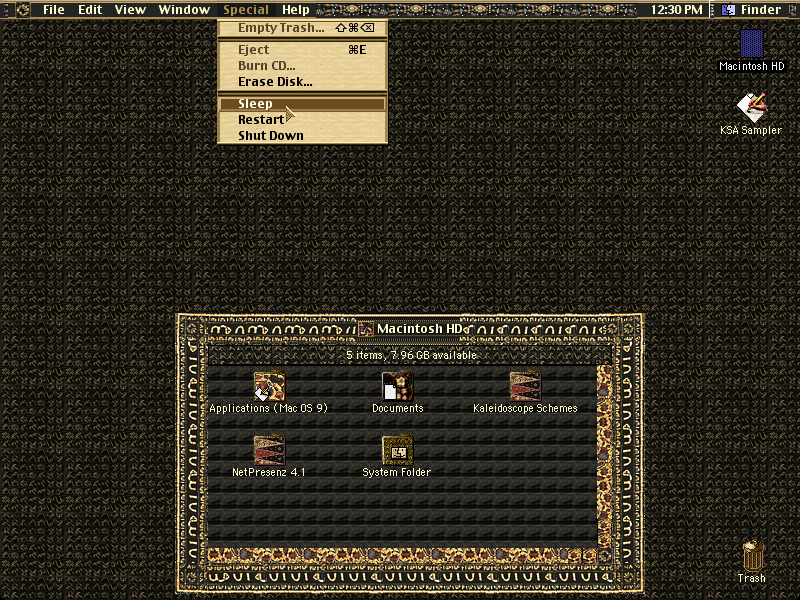 File Edit View Window Special Help 12:30 PM Finder
Empty Trash... ⇧⌘⌫
Eject ⌘E
Burn CD...
Erase Disk...
Sleep
Restart
Shut Down
Macintosh HD
KSA Sampler
Macintosh HD
5 items, 7.96 GB available
Applications (Mac OS 9)
Documents
Kaleidoscope Schemes
NetPresenz 4.1
System Folder
Trash